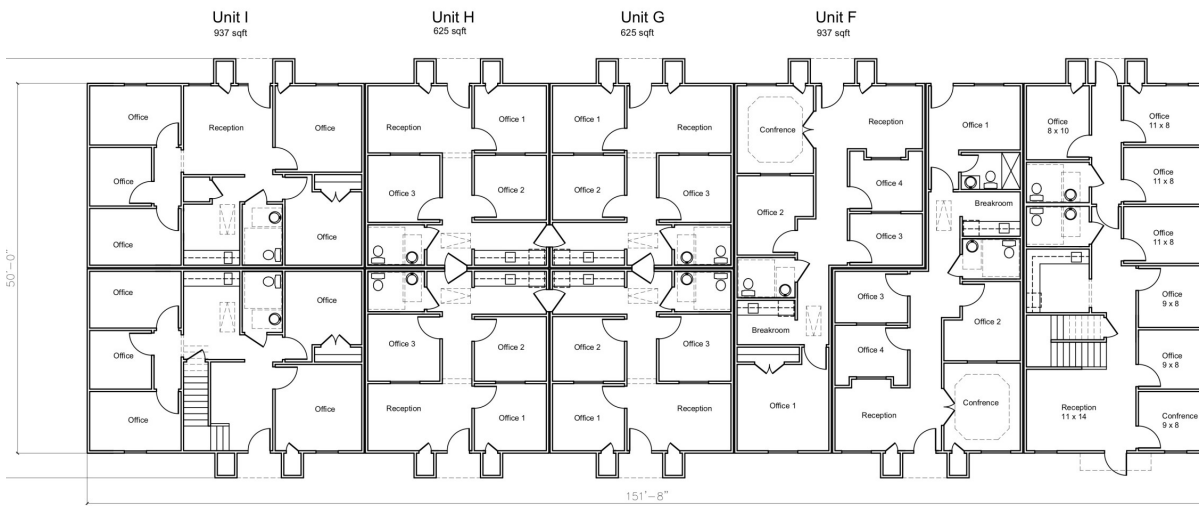 Unit I
937 sqft
Unit H
625 sqft
Unit G
625 sqft
Unit F
937 sqft
Office
Reception
Office
Reception
Office 1
Office 1
Reception
Confrence
Reception
Office 1
Office
8 x 10
Office
11 x 8
Office
Office 3
Office 2
Office 2
Office 3
Office 4
Office
11 x 8
Office
Office
Office 2
Office 3
Breakroom
Office
11 x 8
50'-0"
Office
Office
Office 3
Office 2
Office
9 x 8
Office
Office 3
Office 2
Office 2
Office 3
Breakroom
Office 4
Office
9 x 8
Office
Office
Reception
Office 1
Office 1
Reception
Office 1
Reception
Confrence
Reception
11 x 14
Confrence
9 x 8
151'-8"